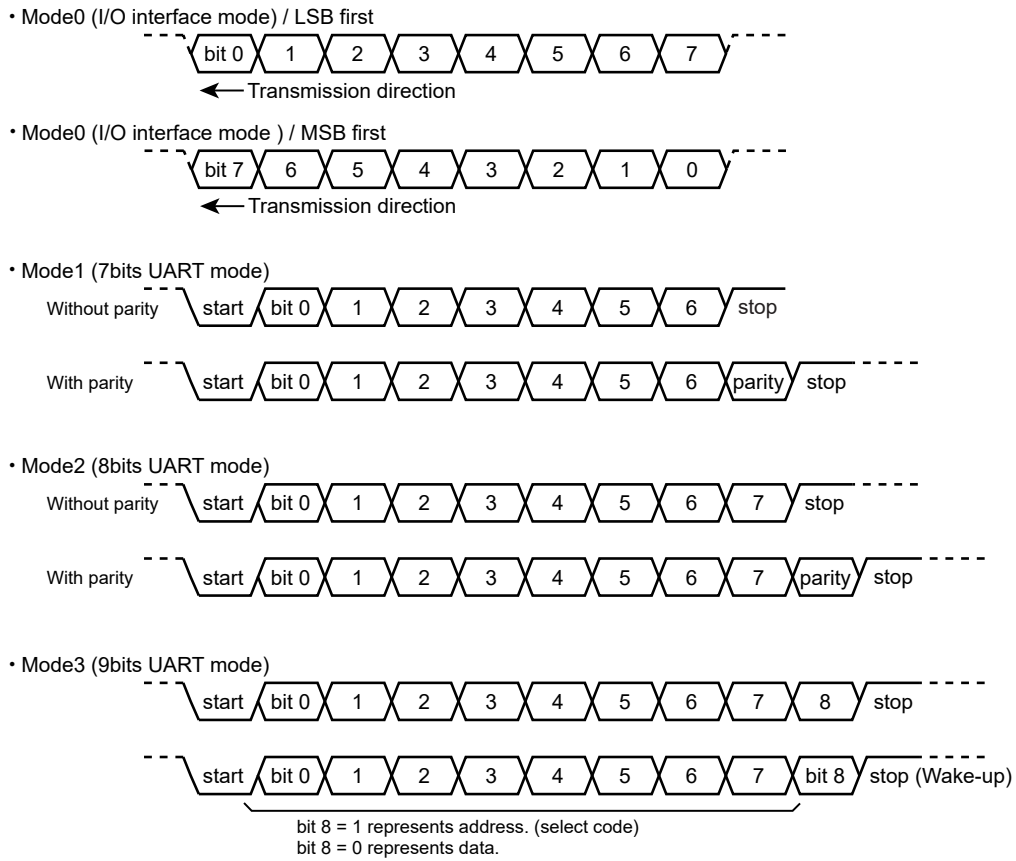 ・Mode0 (I/O interface mode) / LSB first
bit 0 1 2 3 4 5 6 7
Transmission direction
・Mode0 (I/O interface mode ) / MSB first
bit 7 6 5 4 3 2 1 0
Transmission direction
・Mode1 (7bits UART mode)
Without parity start bit 0 1 2 3 4 5 6 stop
With parity start bit 0 1 2 3 4 5 6 parity stop
・Mode2 (8bits UART mode)
Without parity start bit 0 1 2 3 4 5 6 7 stop
With parity start bit 0 1 2 3 4 5 6 7 parity stop
・Mode3 (9bits UART mode)
start bit 0 1 2 3 4 5 6 7 8 stop
start bit 0 1 2 3 4 5 6 7 bit 8 stop (Wake-up)
bit 8 = 1 represents address. (select code)
bit 8 = 0 represents data.